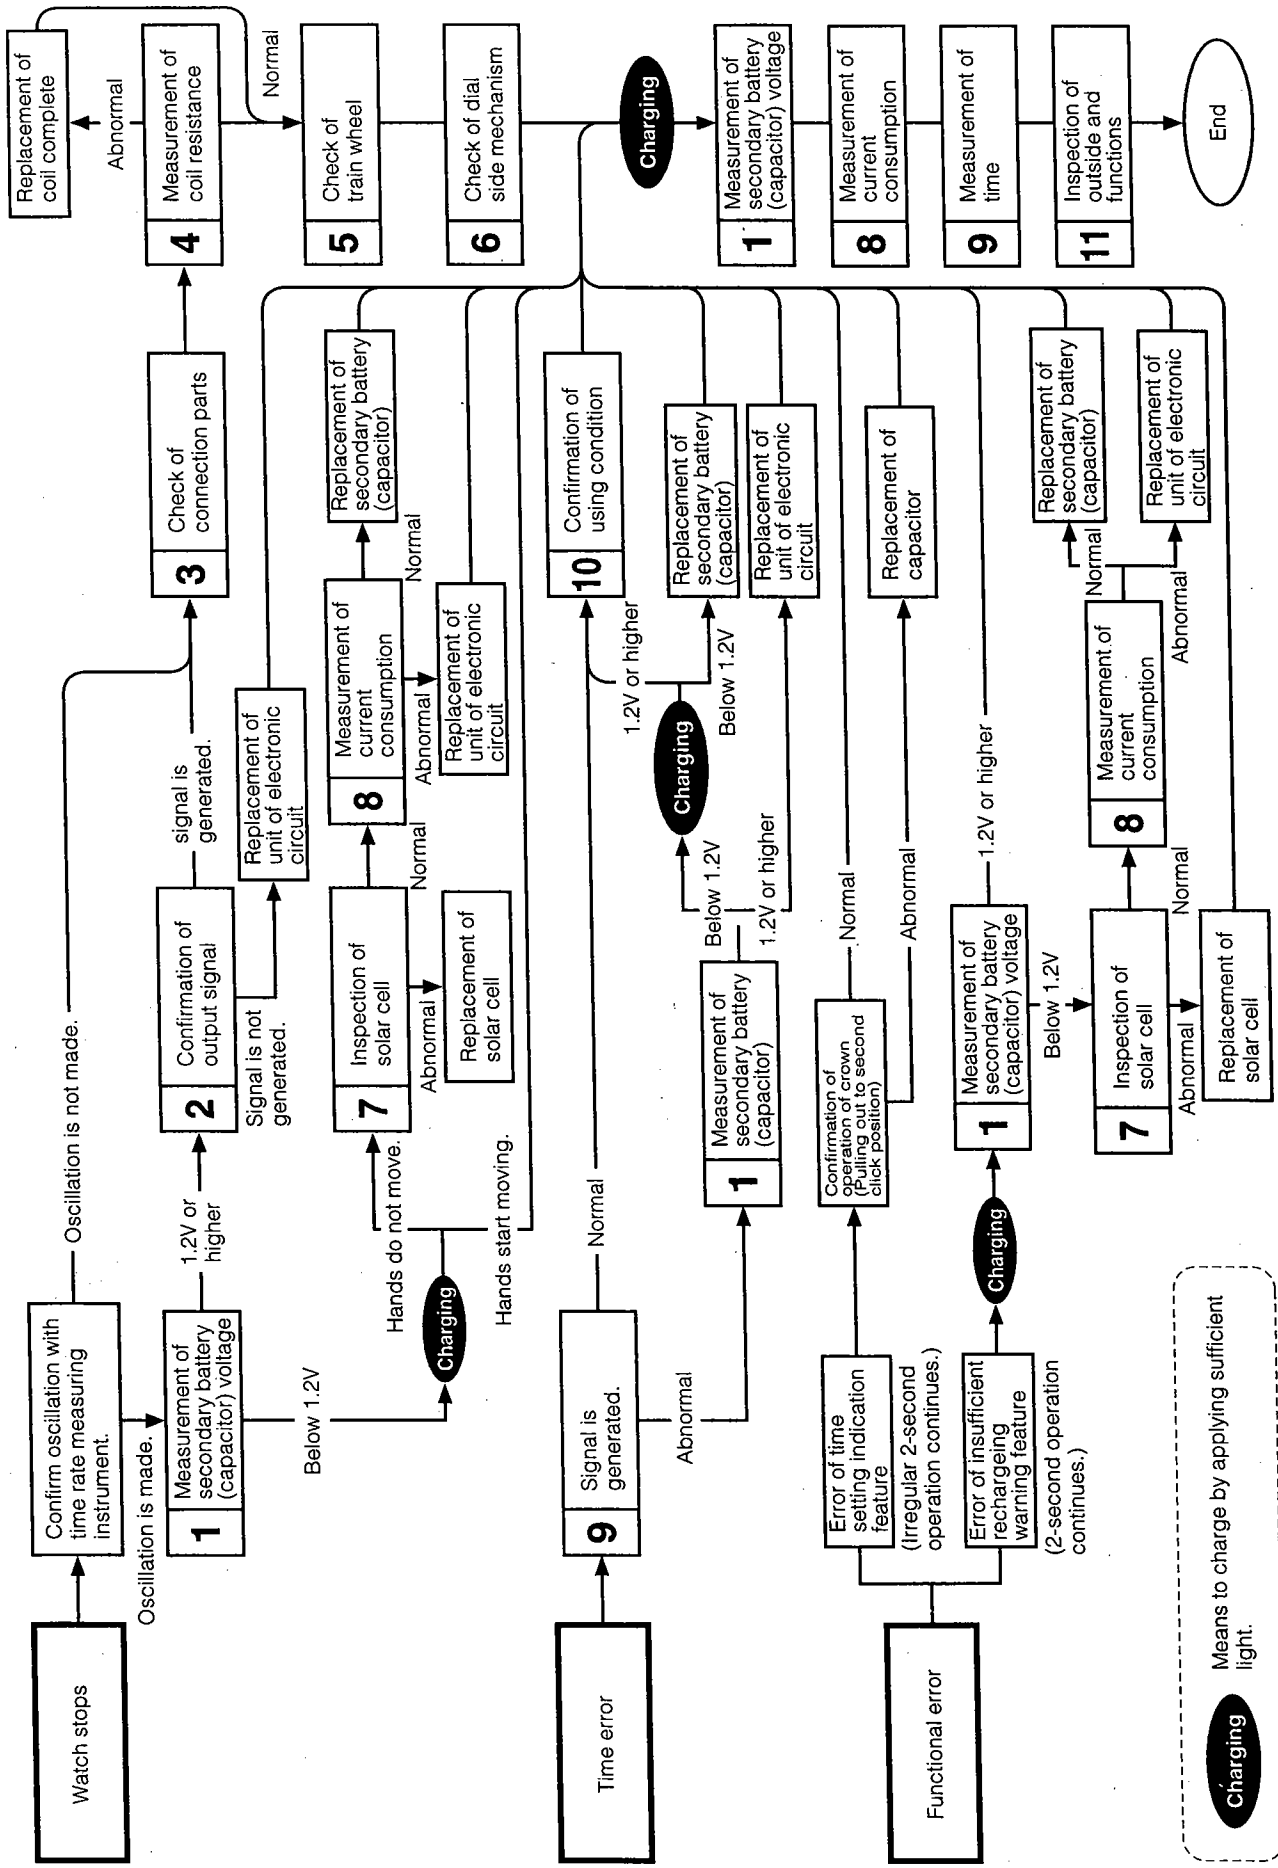 Watch stops
Confirm oscillation with
time rate measuring
instrument.
Oscillation is not made.
Oscillation is made.
1
Measurement of
secondary battery
(capacitor) voltage
1.2V or
higher
Below 1.2V
2
Confirmation of
output signal
signal is
generated.
Signal is not
generated.
Replacement of
unit of electronic
circuit
3
Check of
connection parts
4
Measurement of
coil resistance
Abnormal
Replacement of
coil complete
Normal
5
Check of
train wheel
6
Check of dial
side mechanism
Charging
Hands do not move.
Hands start moving.
7
Inspection of
solar cell
Abnormal
Replacement of
solar cell
Normal
8
Measurement of
current
consumption
Normal
Replacement of
secondary battery
(capacitor)
Abnormal
Replacement of
unit of electronic
circuit
Charging
1
Measurement of
secondary battery
(capacitor) voltage
8
Measurement of
current
consumption
9
Measurement of
time
11
Inspection of
outside and
functions
End
Time error
9
Signal is
generated.
Normal
Abnormal
1
Measurement of
secondary battery
(capacitor)
Below 1.2V
1.2V or higher
Charging
1.2V or higher
Below 1.2V
10
Confirmation of
using condition
Replacement of
secondary battery
(capacitor)
Replacement of
unit of electronic
circuit
Functional error
Error of time
setting indication
feature
(Irregular 2-second
operation continues.)
Confirmation of
operation of crown
(Pulling out to second
click position)
Normal
Abnormal
Replacement of
capacitor
Error of insufficient
rechargeing
warning feature
(2-second operation
continues.)
Charging
1
Measurement of
secondary battery
(capacitor) voltage
1.2V or higher
Below 1.2V
7
Inspection of
solar cell
Abnormal
Replacement of
solar cell
Normal
8
Measurement of
current
consumption
Normal
Replacement of
secondary battery
(capacitor)
Abnormal
Replacement of
unit of electronic
circuit
Charging
Means to charge by applying sufficient
light.